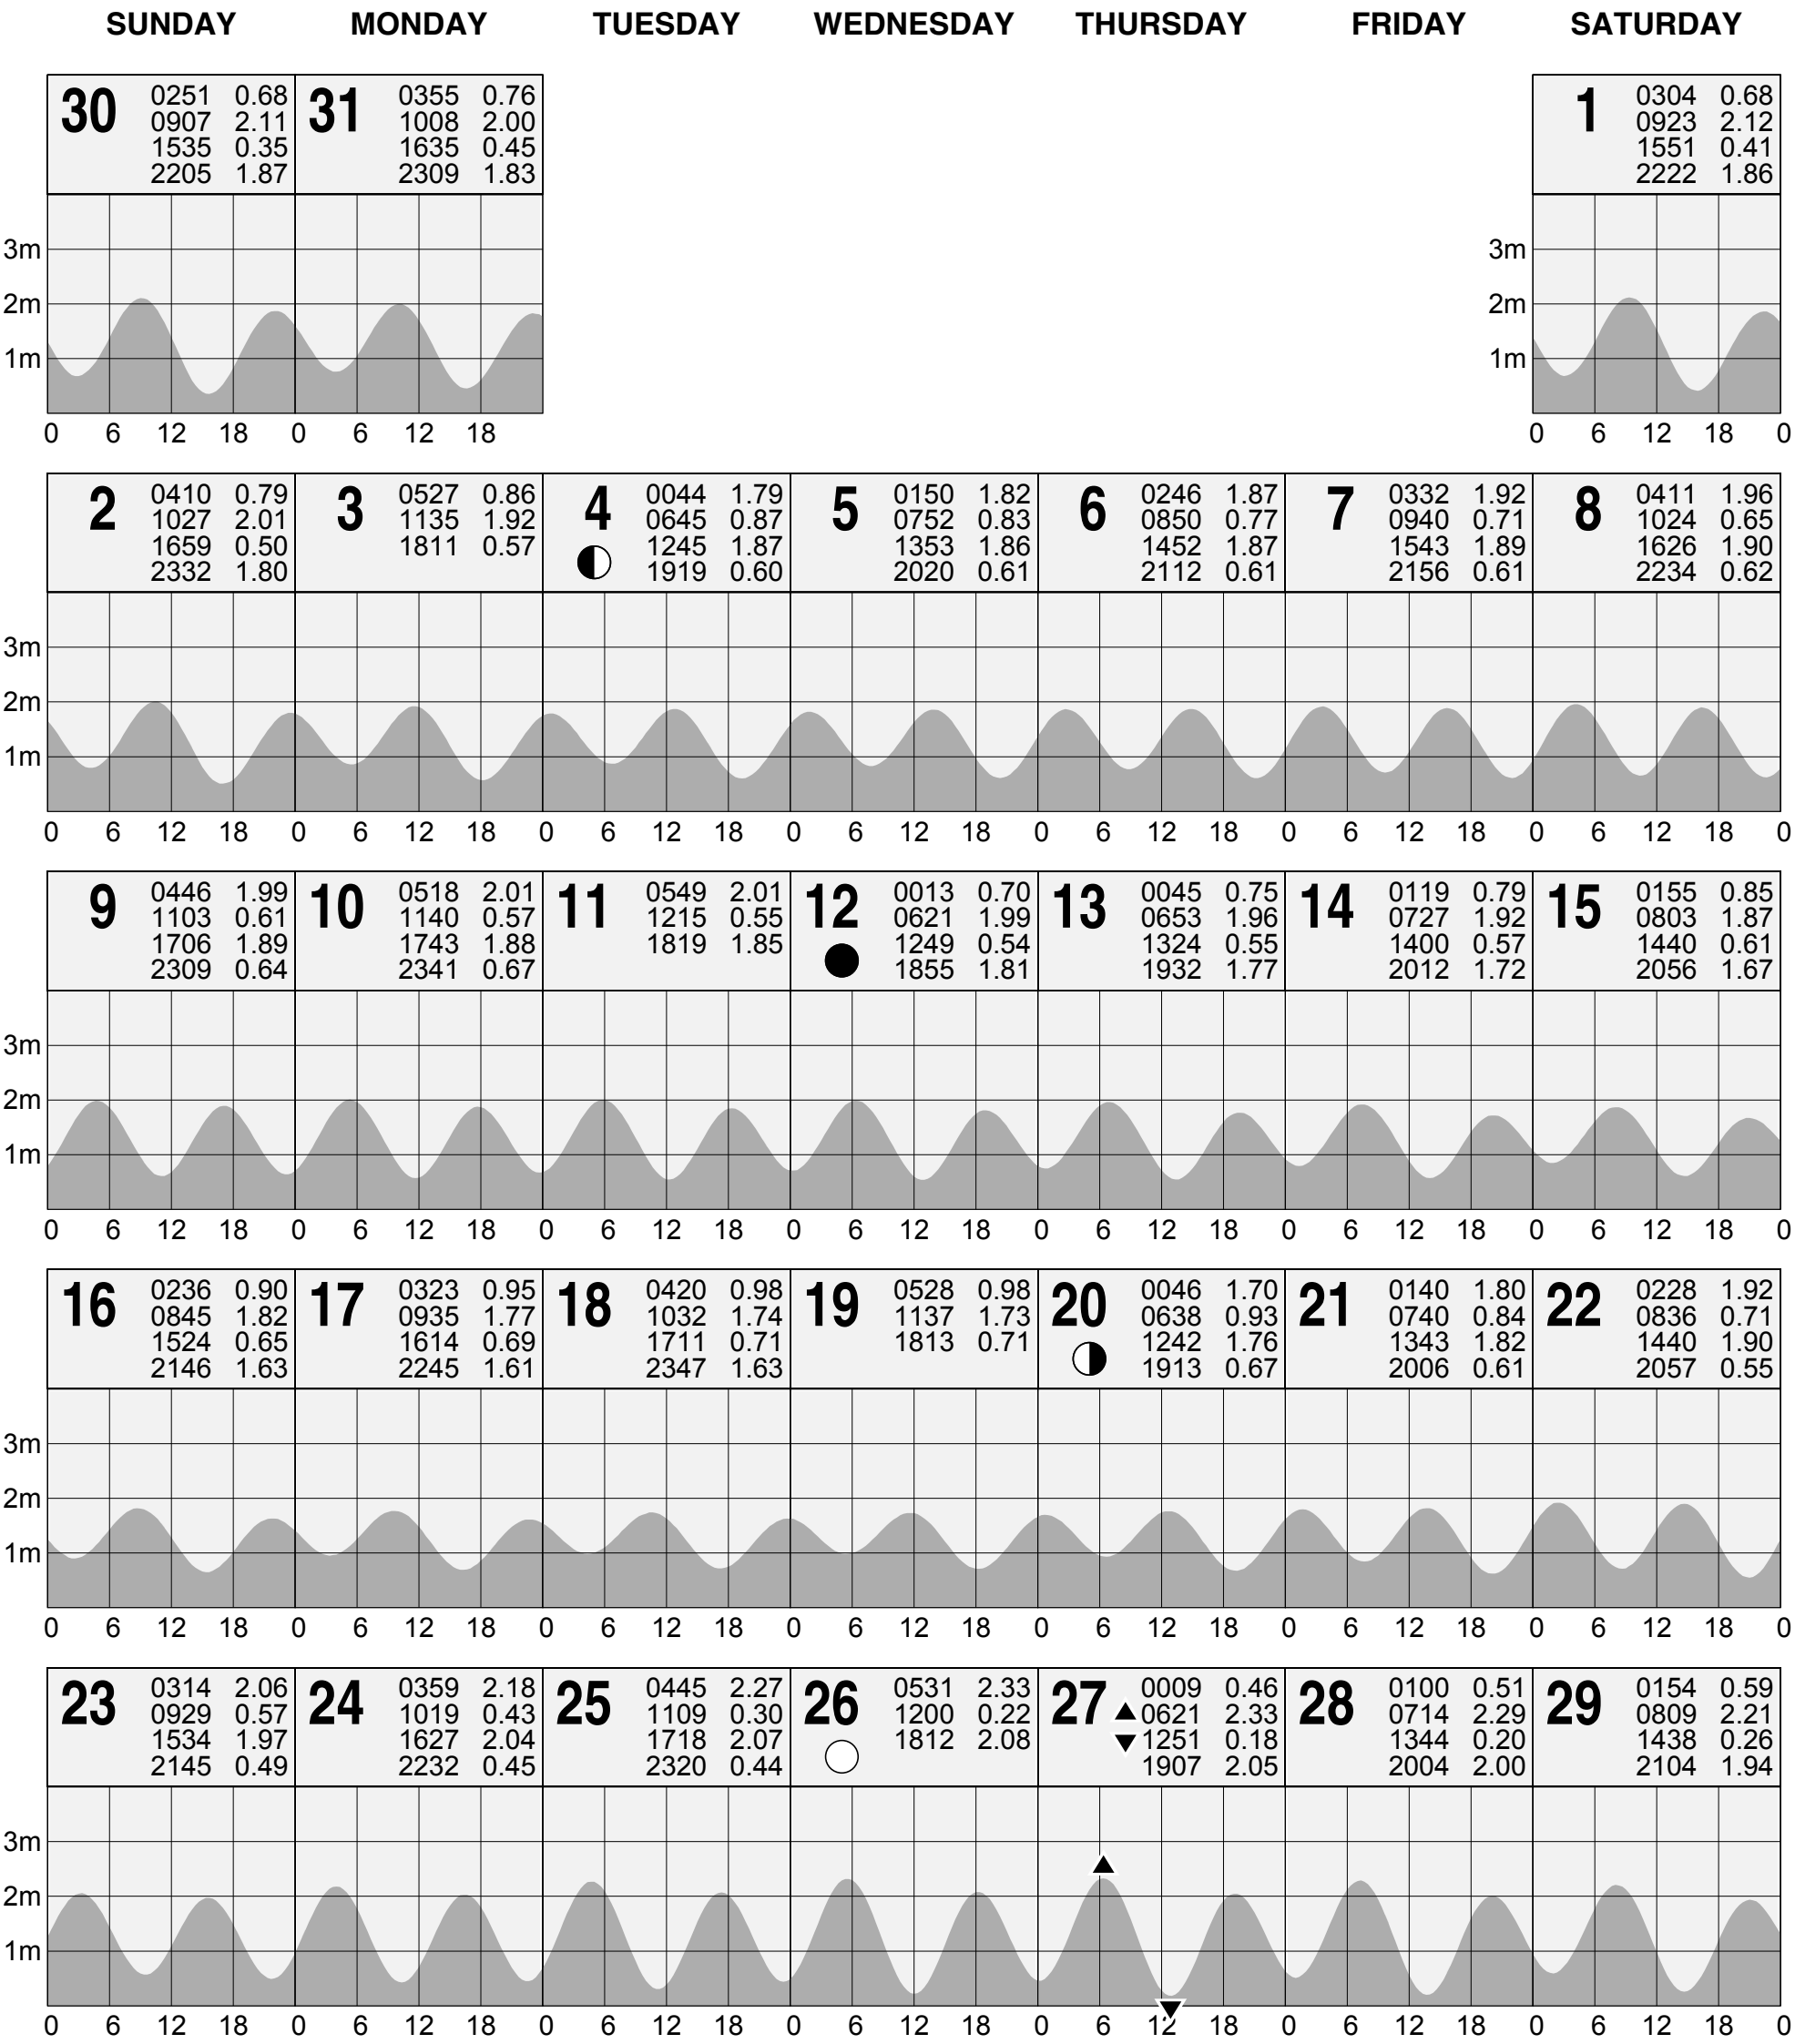 SUNDAY MONDAY TUESDAY WEDNESDAY THURSDAY FRIDAY SATURDAY
30 0251 0.68 31 0355 0.76 1 0304 0.68
0907 2.11 1008 2.00 0923 2.12
1535 0.35 1635 0.45 1551 0.41
2205 1.87 2309 1.83 2222 1.86
3m 3m
2m 2m
1m 1m
0 6 12 18 0 6 12 18 0 6 12 18 0
2 0410 0.79 3 0527 0.86 4 0044 1.79 5 0150 1.82 6 0246 1.87 7 0332 1.92 8 0411 1.96
1027 2.01 1135 1.92 0645 0.87 0752 0.83 0850 0.77 0940 0.71 1024 0.65
1659 0.50 1811 0.57 1245 1.87 1353 1.86 1452 1.87 1543 1.89 1626 1.90
2332 1.80 1919 0.60 2020 0.61 2112 0.61 2156 0.61 2234 0.62
3m
2m
1m
0 6 12 18 0 6 12 18 0 6 12 18 0 6 12 18 0 6 12 18 0 6 12 18 0 6 12 18 0
9 0446 1.99 10 0518 2.01 11 0549 2.01 12 0013 0.70 13 0045 0.75 14 0119 0.79 15 0155 0.85
1103 0.61 1140 0.57 1215 0.55 0621 1.99 0653 1.96 0727 1.92 0803 1.87
1706 1.89 1743 1.88 1819 1.85 1249 0.54 1324 0.55 1400 0.57 1440 0.61
2309 0.64 2341 0.67 1855 1.81 1932 1.77 2012 1.72 2056 1.67
3m
2m
1m
0 6 12 18 0 6 12 18 0 6 12 18 0 6 12 18 0 6 12 18 0 6 12 18 0 6 12 18 0
16 0236 0.90 17 0323 0.95 18 0420 0.98 19 0528 0.98 20 0046 1.70 21 0140 1.80 22 0228 1.92
0845 1.82 0935 1.77 1032 1.74 1137 1.73 0638 0.93 0740 0.84 0836 0.71
1524 0.65 1614 0.69 1711 0.71 1813 0.71 1242 1.76 1343 1.82 1440 1.90
2146 1.63 2245 1.61 2347 1.63 1913 0.67 2006 0.61 2057 0.55
3m
2m
1m
0 6 12 18 0 6 12 18 0 6 12 18 0 6 12 18 0 6 12 18 0 6 12 18 0 6 12 18 0
23 0314 2.06 24 0359 2.18 25 0445 2.27 26 0531 2.33 27 0009 0.46 28 0100 0.51 29 0154 0.59
0929 0.57 1019 0.43 1109 0.30 1200 0.22 0621 2.33 0714 2.29 0809 2.21
1534 1.97 1627 2.04 1718 2.07 1812 2.08 1251 0.18 1344 0.20 1438 0.26
2145 0.49 2232 0.45 2320 0.44 1907 2.05 2004 2.00 2104 1.94
3m
2m
1m
0 6 12 18 0 6 12 18 0 6 12 18 0 6 12 18 0 6 12 18 0 6 12 18 0 6 12 18 0